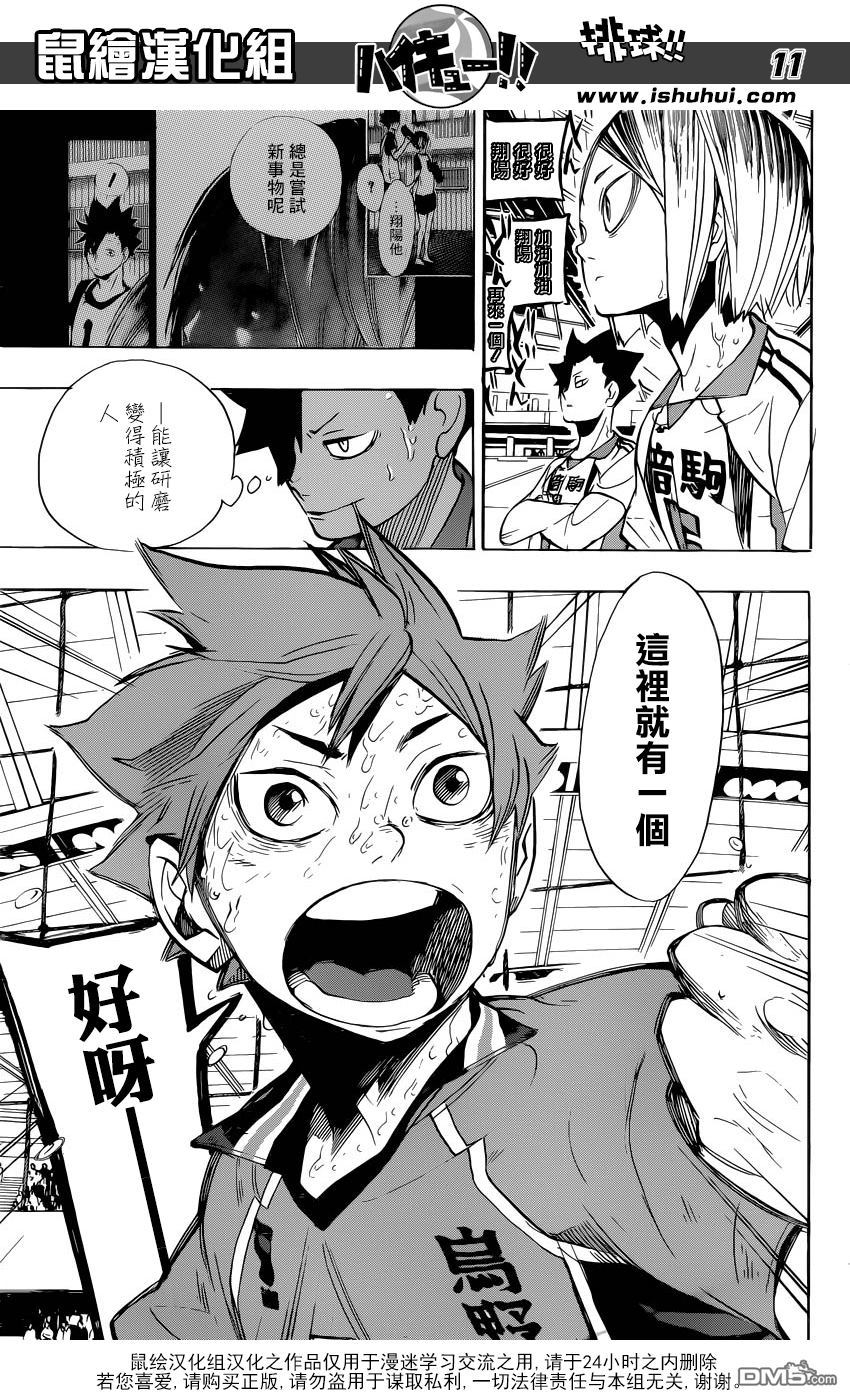 鼠繪漢化組
ハイキュー!!
排球!!
11
www.ishuhui.com
很好
很好
翔陽
加油加油
翔陽
再來一個!
音駒
…翔陽他
?
總是嘗試
新事物呢
!
1
—能讓研磨
變得積極的
人
這裡就有一個
好呀—
烏野
鼠绘汉化组汉化之作品仅用于漫迷学习交流之用,请于24小时之内删除
若您喜爱,请购买正版,请勿盗用于谋取私利,一切法律责任与本组无关,谢谢。
DM5.com